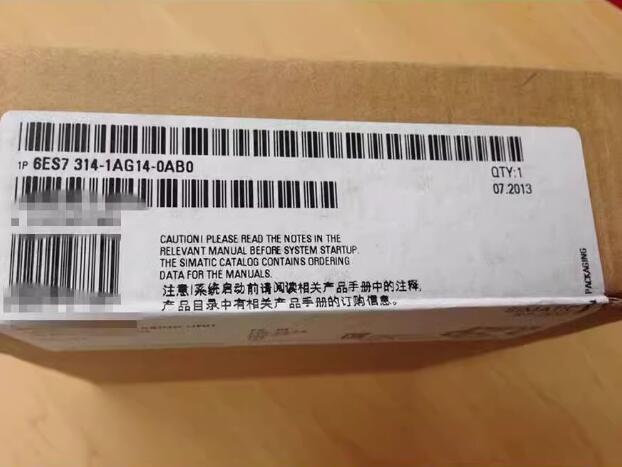 1P 6ES7 314-1AG14-0AB0
QTY:1
07.2013
CAUTION! PLEASE READ THE NOTES IN THE
RELEVANT MANUAL BEFORE SYSTEM STARTUP.
THE SIMATIC CATALOG CONTAINS ORDERING
DATA FOR THE MANUALS.
注意!系统启动前请阅读相关产品手册中的注释,
产品目录中有相关产品手册的订购信息。
PACKAGING
SIMATIC